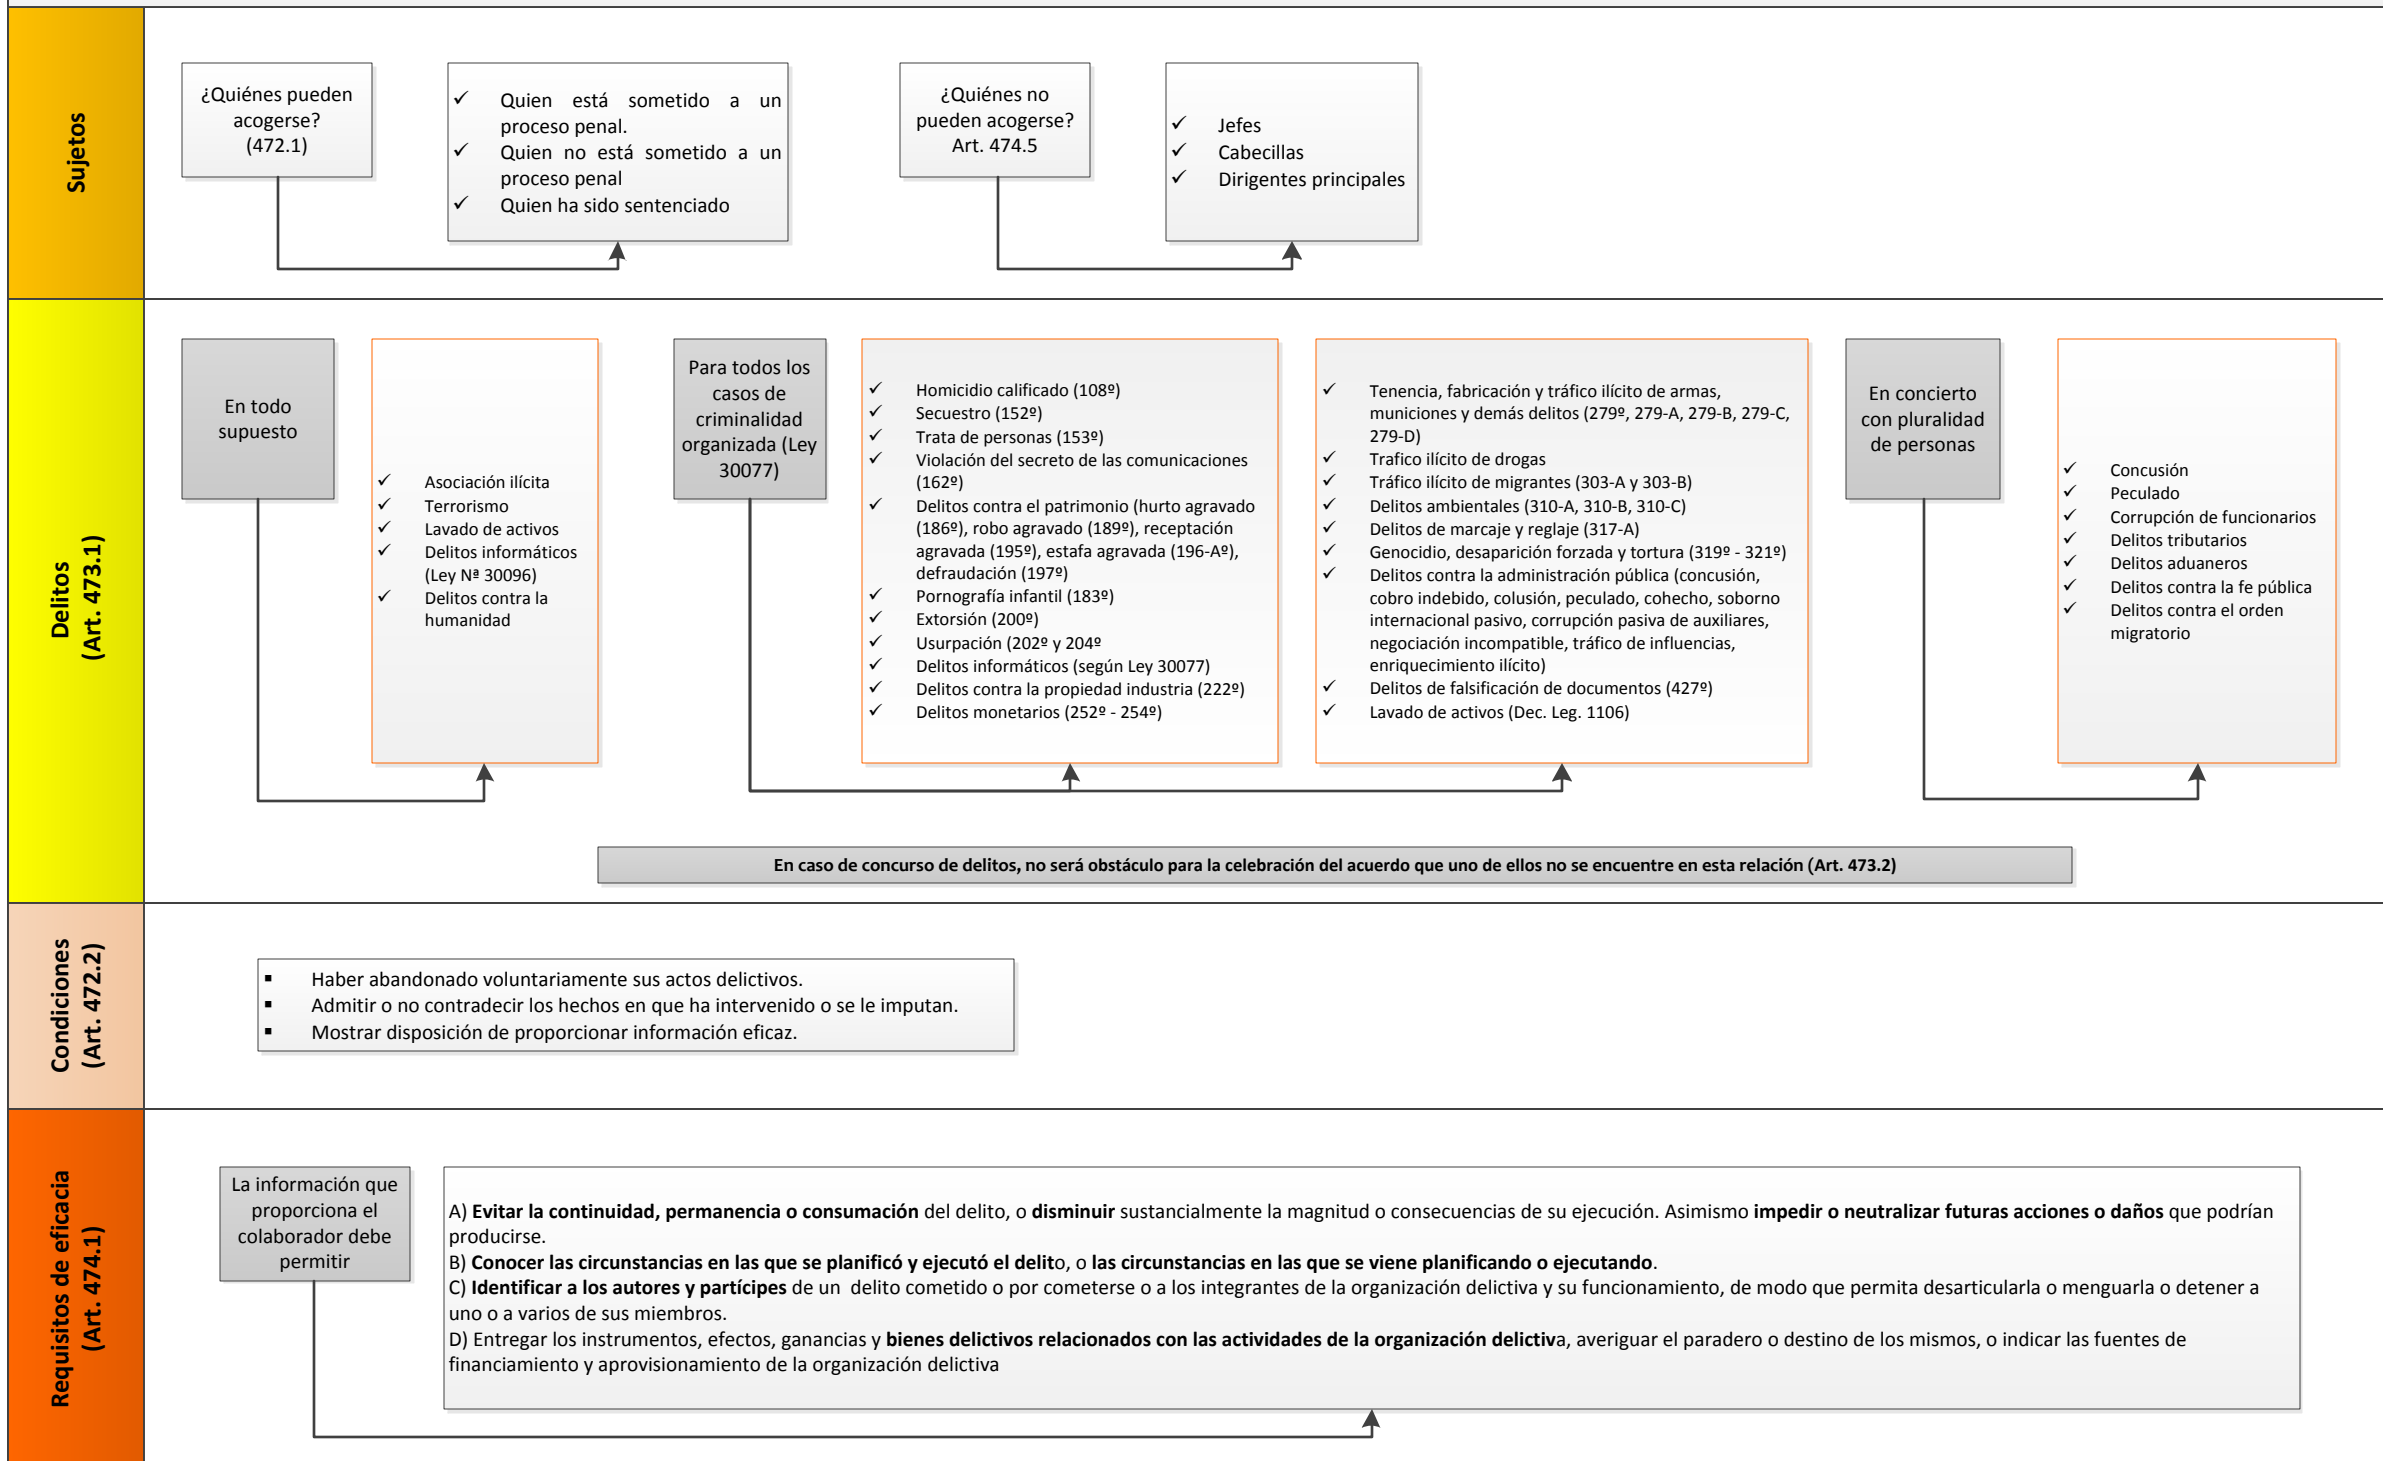 Sujetos
¿Quiénes pueden
acogerse?
(472.1)
✓ Quien está sometido a un
proceso penal.
✓ Quien no está sometido a un
proceso penal
✓ Quien ha sido sentenciado
¿Quiénes no
pueden acogerse?
Art. 474.5
✓ Jefes
✓ Cabecillas
✓ Dirigentes principales
Delitos
(Art. 473.1)
En todo
supuesto
✓ Asociación ilícita
✓ Terrorismo
✓ Lavado de activos
✓ Delitos informáticos
(Ley Nª 30096)
✓ Delitos contra la
humanidad
Para todos los
casos de
criminalidad
organizada (Ley
30077)
✓ Homicidio calificado (108º)
✓ Secuestro (152º)
✓ Trata de personas (153º)
✓ Violación del secreto de las comunicaciones
(162º)
✓ Delitos contra el patrimonio (hurto agravado
(186º), robo agravado (189º), receptación
agravada (195º), estafa agravada (196-Aº),
defraudación (197º)
✓ Pornografía infantil (183º)
✓ Extorsión (200º)
✓ Usurpación (202º y 204º
✓ Delitos informáticos (según Ley 30077)
✓ Delitos contra la propiedad industria (222º)
✓ Delitos monetarios (252º - 254º)
✓ Tenencia, fabricación y tráfico ilícito de armas,
municiones y demás delitos (279º, 279-A, 279-B, 279-C,
279-D)
✓ Trafico ilícito de drogas
✓ Tráfico ilícito de migrantes (303-A y 303-B)
✓ Delitos ambientales (310-A, 310-B, 310-C)
✓ Delitos de marcaje y reglaje (317-A)
✓ Genocidio, desaparición forzada y tortura (319º - 321º)
✓ Delitos contra la administración pública (concusión,
cobro indebido, colusión, peculado, cohecho, soborno
internacional pasivo, corrupción pasiva de auxiliares,
negociación incompatible, tráfico de influencias,
enriquecimiento ilícito)
✓ Delitos de falsificación de documentos (427º)
✓ Lavado de activos (Dec. Leg. 1106)
En concierto
con pluralidad
de personas
✓ Concusión
✓ Peculado
✓ Corrupción de funcionarios
✓ Delitos tributarios
✓ Delitos aduaneros
✓ Delitos contra la fe pública
✓ Delitos contra el orden
migratorio
En caso de concurso de delitos, no será obstáculo para la celebración del acuerdo que uno de ellos no se encuentre en esta relación (Art. 473.2)
Condiciones
(Art. 472.2)
▪ Haber abandonado voluntariamente sus actos delictivos.
▪ Admitir o no contradecir los hechos en que ha intervenido o se le imputan.
▪ Mostrar disposición de proporcionar información eficaz.
Requisitos de eficacia
(Art. 474.1)
La información que
proporciona el
colaborador debe
permitir
A) Evitar la continuidad, permanencia o consumación del delito, o disminuir sustancialmente la magnitud o consecuencias de su ejecución. Asimismo impedir o neutralizar futuras acciones o daños que podrían
producirse.
B) Conocer las circunstancias en las que se planificó y ejecutó el delito, o las circunstancias en las que se viene planificando o ejecutando.
C) Identificar a los autores y partícipes de un delito cometido o por cometerse o a los integrantes de la organización delictiva y su funcionamiento, de modo que permita desarticularla o menguarla o detener a
uno o a varios de sus miembros.
D) Entregar los instrumentos, efectos, ganancias y bienes delictivos relacionados con las actividades de la organización delictiva, averiguar el paradero o destino de los mismos, o indicar las fuentes de
financiamiento y aprovisionamiento de la organización delictiva